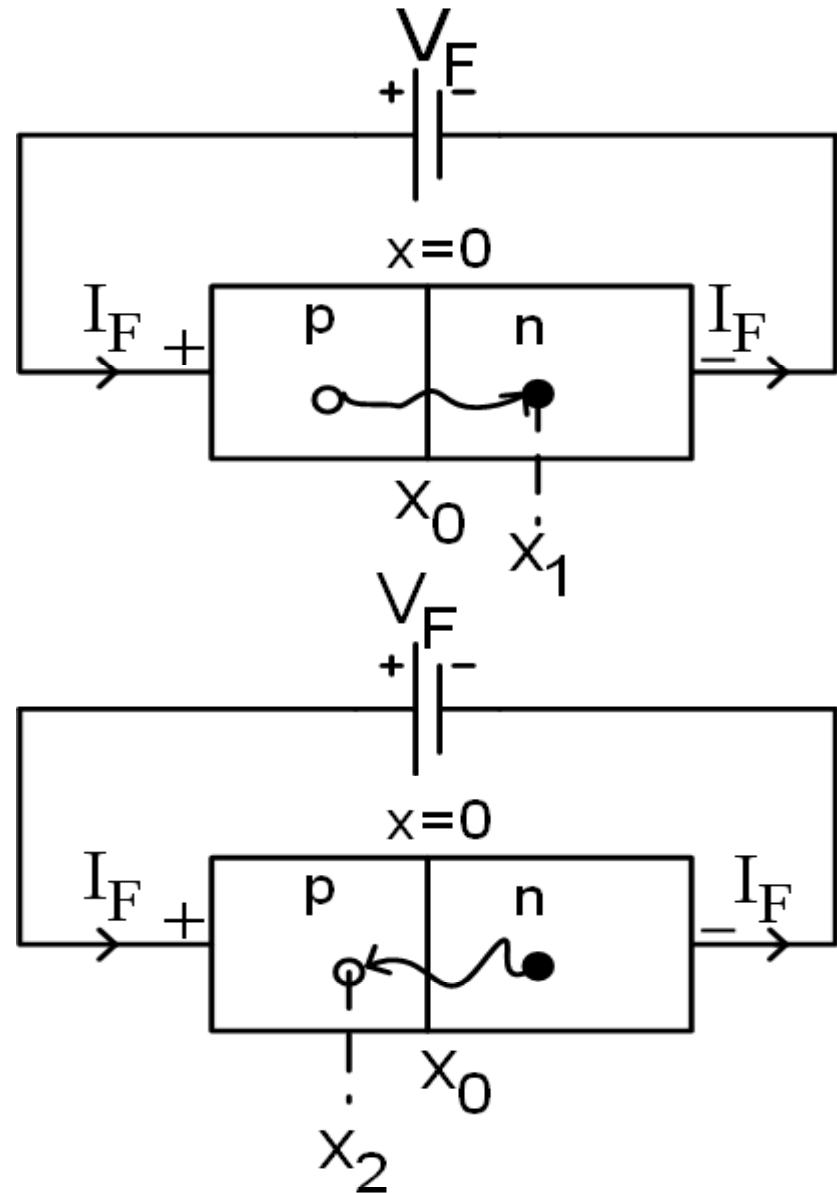 V_F
+ −
x=0
I_F + p n − I_F
x_0
x_1
V_F
+ −
x=0
I_F + p n − I_F
x_0
x_2